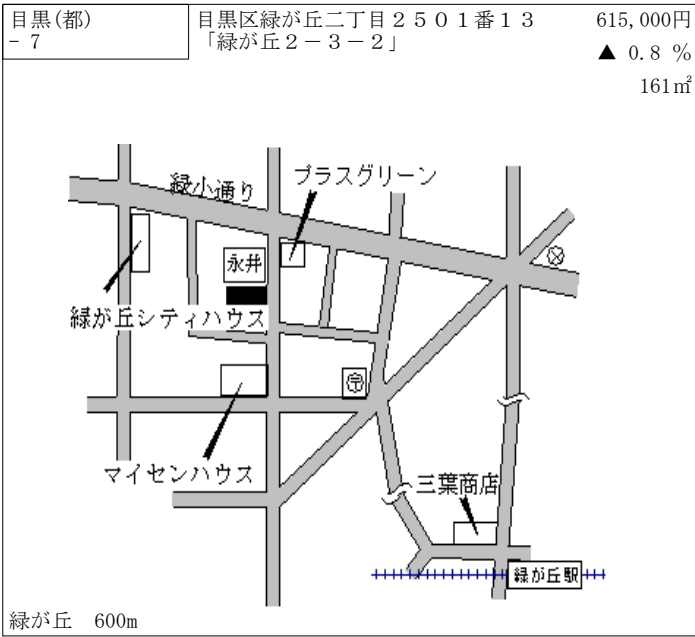 目黒(都)
- 7
目黒区緑が丘二丁目２５０１番１３
「緑が丘２－３－２」
615,000円
▲ 0.8 %
161㎡
緑小通り
プラスグリーン
永井
緑が丘シティハウス
マイセンハウス
三葉商店
緑が丘駅
緑が丘　600m